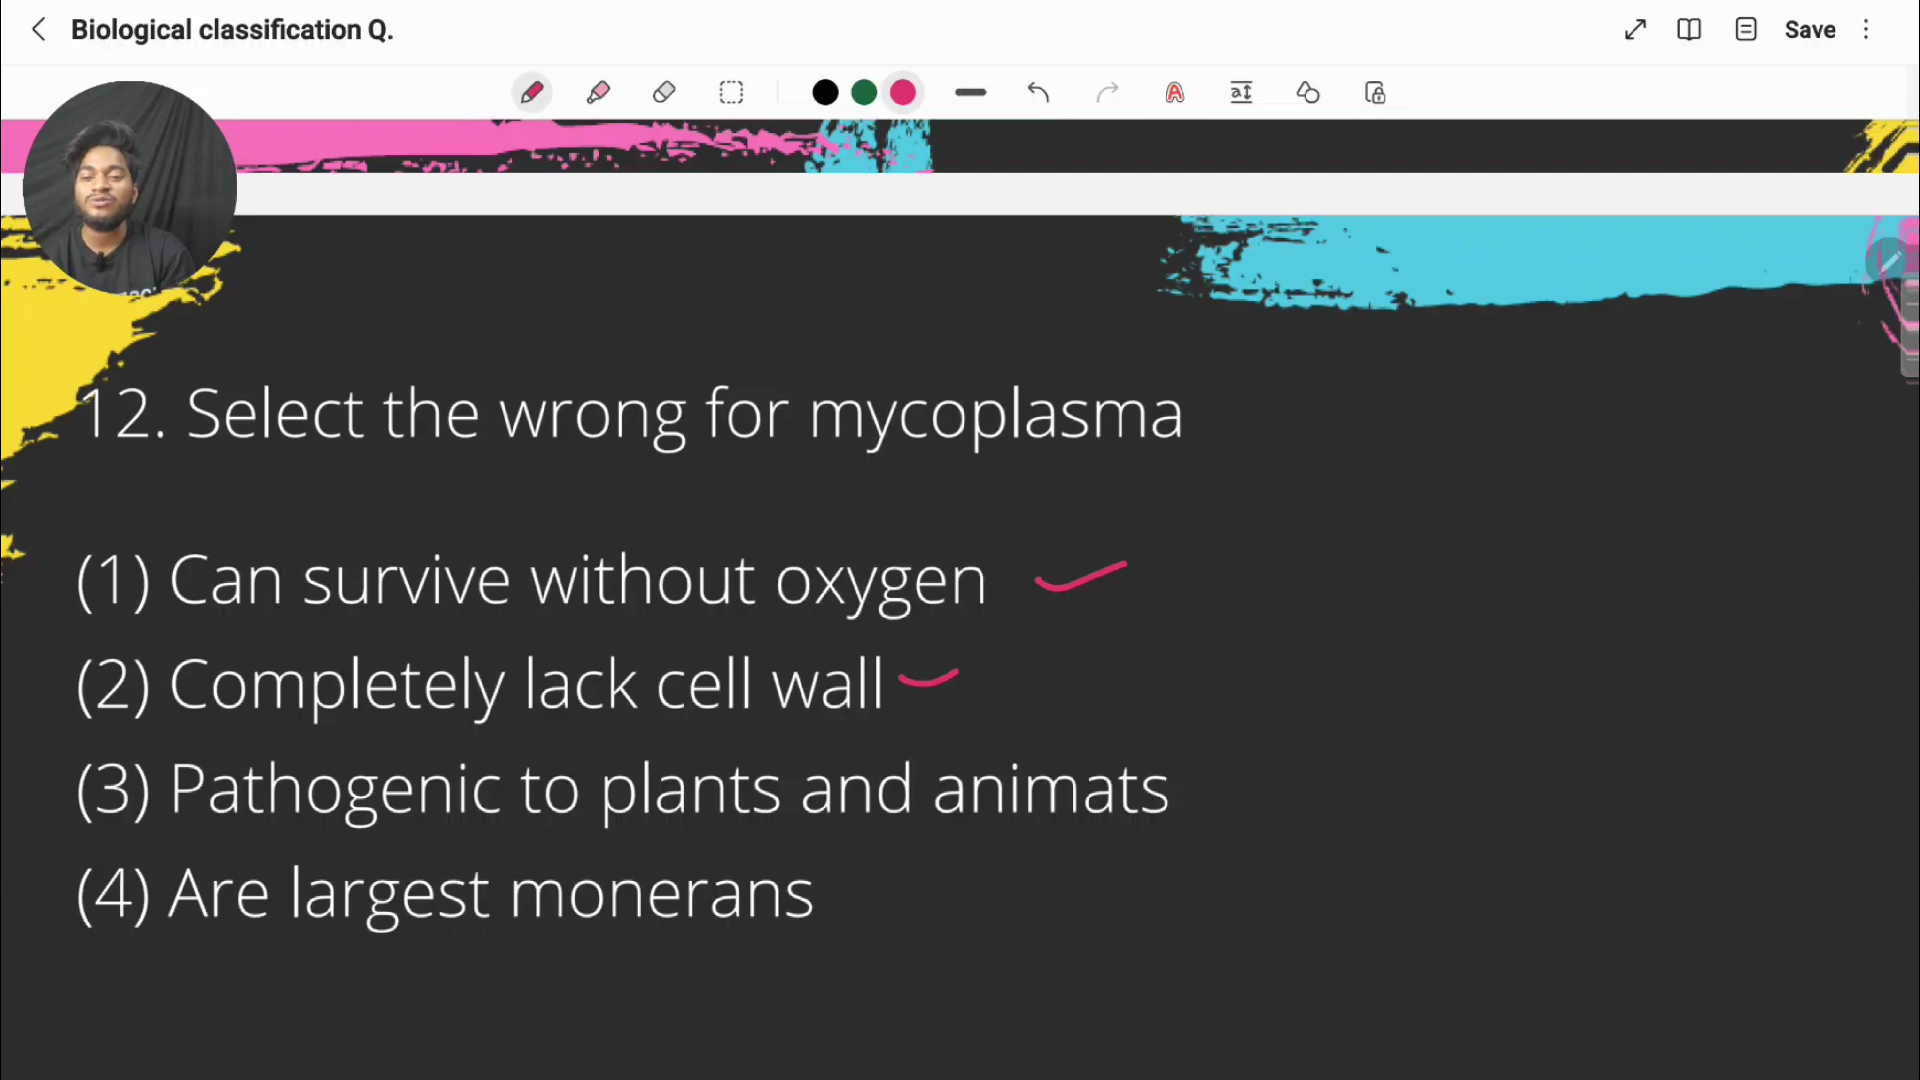 Biological classification Q.
Save
12. Select the wrong for mycoplasma
(1) Can survive without oxygen
(2) Completely lack cell wall
(3) Pathogenic to plants and animats
(4) Are largest monerans